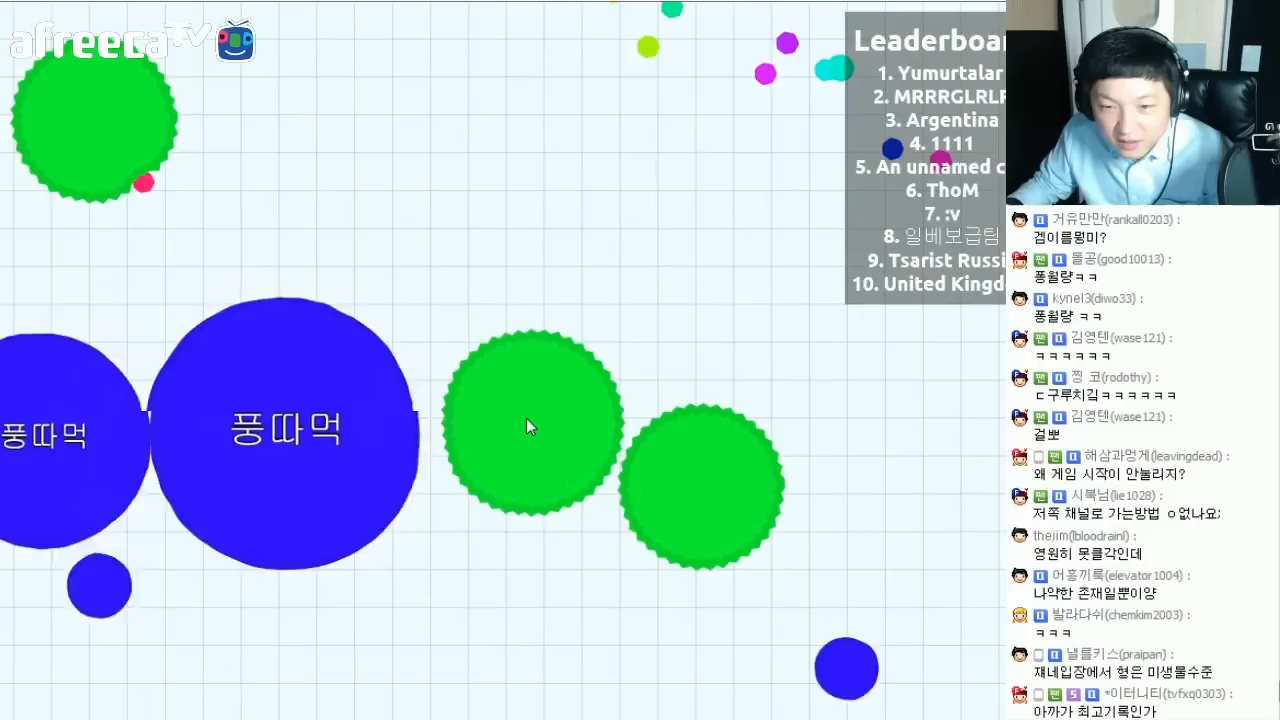 afreecaTV
Leaderboar
1. Yumurtalar
2. MRRRGLRLR
3. Argentina
4. 1111
5. An unnamed c
6. ThoM
7. :v
8. 일베보급팀
9. Tsarist Russi
10. United Kingd
풍따먹
풍따먹
거유만만(rankall0203) :
겜이름뭥미?
돌공(good10013) :
퐁월량ㅋㅋ
kynel3(diwo33) :
퐁월량 ㅋㅋ
김영텐(wase121) :
ㅋㅋㅋㅋㅋㅋ
찡 코(rodothy) :
ㄷ구루치킬ㅋㅋㅋㅋㅋㅋ
김영텐(wase121) :
걸뽀
해삼과멍게(leavingdead) :
왜 게임 시작이 안눌리지?
시북넘(lie1028) :
저쪽 채널로 가는방법 ㅇ없나요;
thejim(lbloodrainl) :
영원히 못클각인데
어흥끼룩(elevator1004) :
나약한 존재일뿐이양
발라다쉬(chemkim2003) :
ㅋㅋㅋ
낼름키스(praipan) :
쟤네입장에서 형은 미생물수준
*이터니티(tvfxq0303) :
아까가 최고기록인가